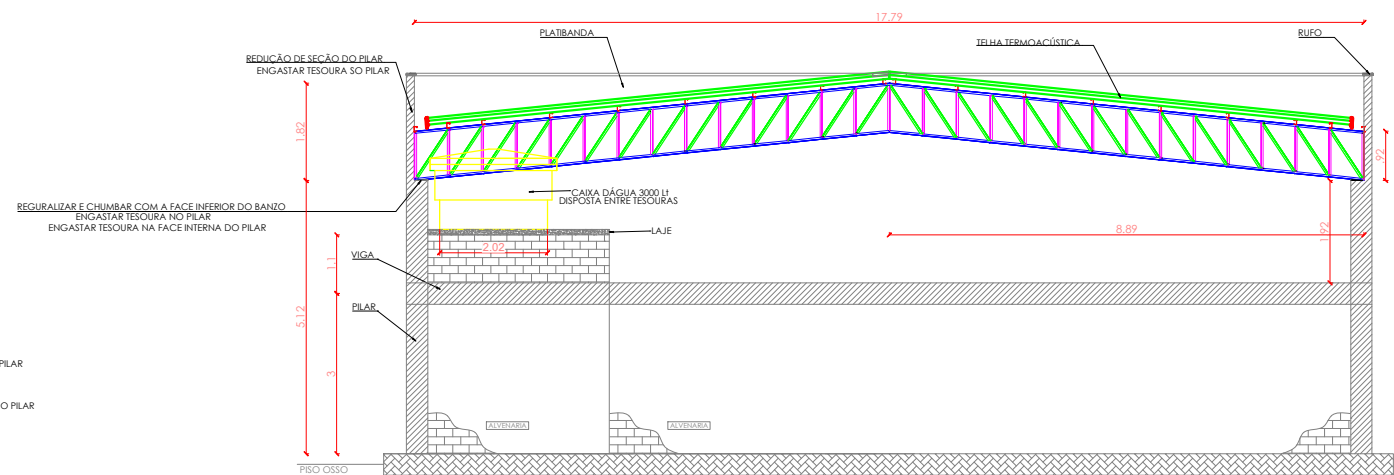 17.79
PLATIBANDA
RUFO
TELHA TERMOACÚSTICA
REDUÇÃO DE SEÇÃO DO PILAR
ENGASTAR TESOURA SO PILAR
1.82
.92
CAIXA DÁGUA 3000 Lt
DISPOSTA ENTRE TESOURAS
REGURALIZAR E CHUMBAR COM A FACE INFERIOR DO BANZO
ENGASTAR TESOURA NO PILAR
ENGASTAR TESOURA NA FACE INTERNA DO PILAR
LAJE
8.89
1.92
2.02
VIGA
1.1
PILAR
5.12
PILAR
3
O PILAR
ALVENARIA
ALVENARIA
PISO OSSO